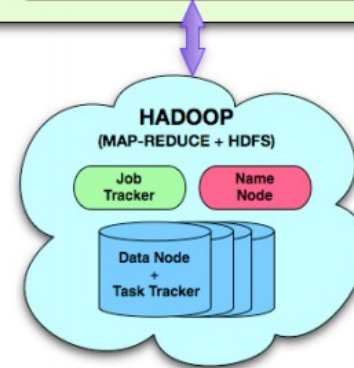 HADOOP
(MAP-REDUCE + HDFS)
Job
Tracker
Name
Node
Data Node
+
Task Tracker